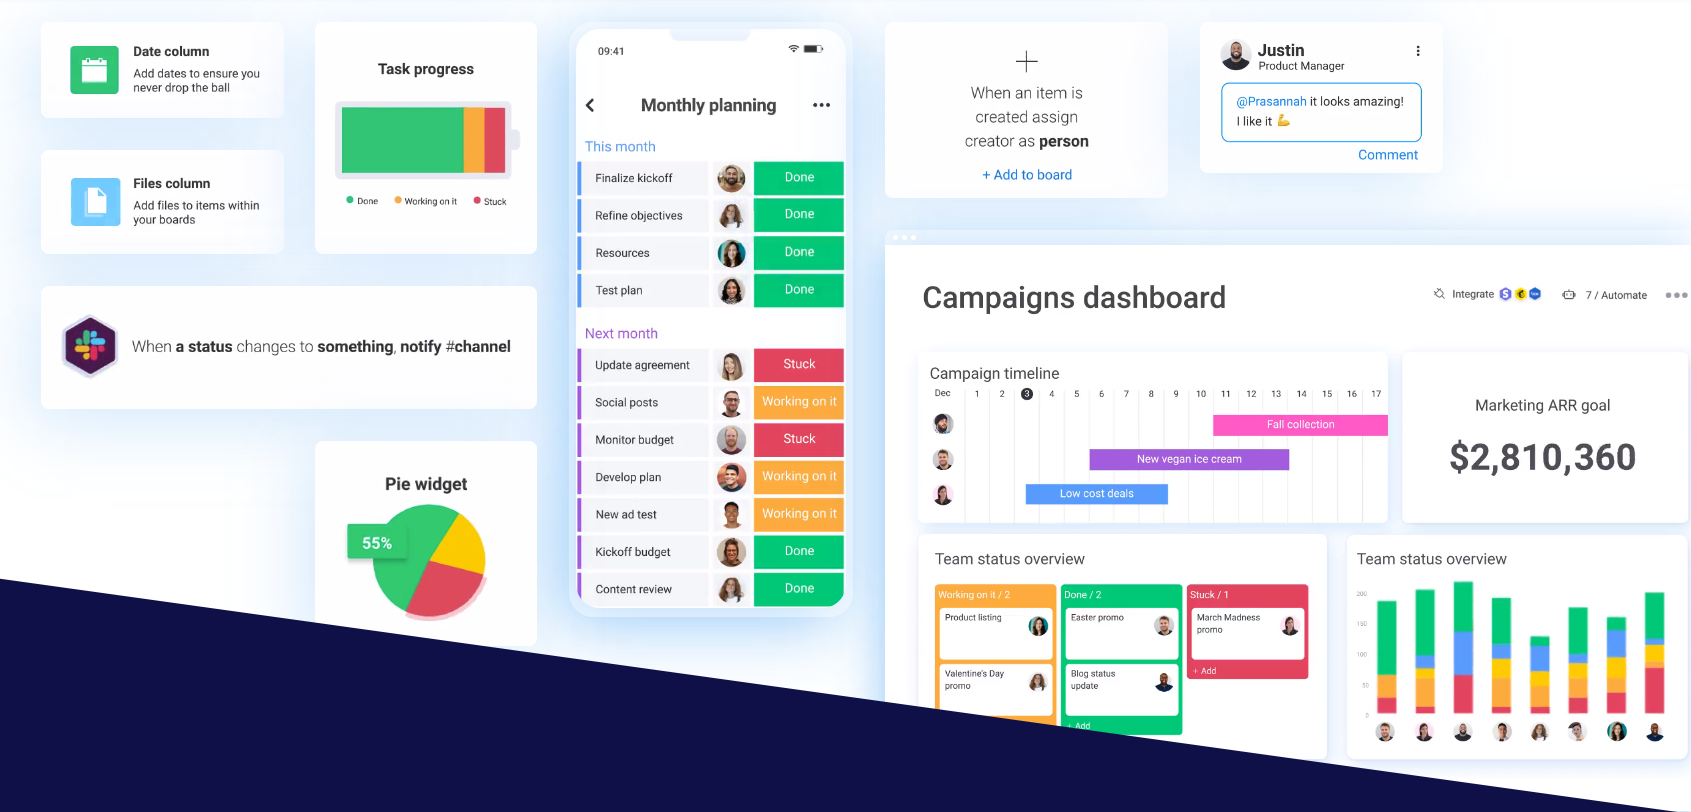 Date column
Add dates to ensure you
never drop the ball
Files column
Add files to items within
your boards
Task progress
Done
Working on it
Stuck
When a status changes to something, notify #channel
Pie widget
55%
09:41
Monthly planning
This month
Finalize kickoff
Done
Refine objectives
Done
Resources
Done
Test plan
Done
Next month
Update agreement
Stuck
Social posts
Working on it
Monitor budget
Stuck
Develop plan
Working on it
New ad test
Working on it
Kickoff budget
Done
Content review
Done
When an item is
created assign
creator as person
+ Add to board
Justin
Product Manager
@Prasannah it looks amazing!
I like it 💪
Comment
Campaigns dashboard
Integrate
7 / Automate
Campaign timeline
Dec 1 2 3 4 5 6 7 8 9 10 11 12 13 14 15 16 17
Fall collection
New vegan ice cream
Low cost deals
Marketing ARR goal
$2,810,360
Team status overview
Working on it / 2
Product listing
Valentine's Day
promo
Done / 2
Easter promo
Blog status
update
+ Add
Stuck / 1
March Madness
promo
+ Add
Team status overview
200
150
100
50
0